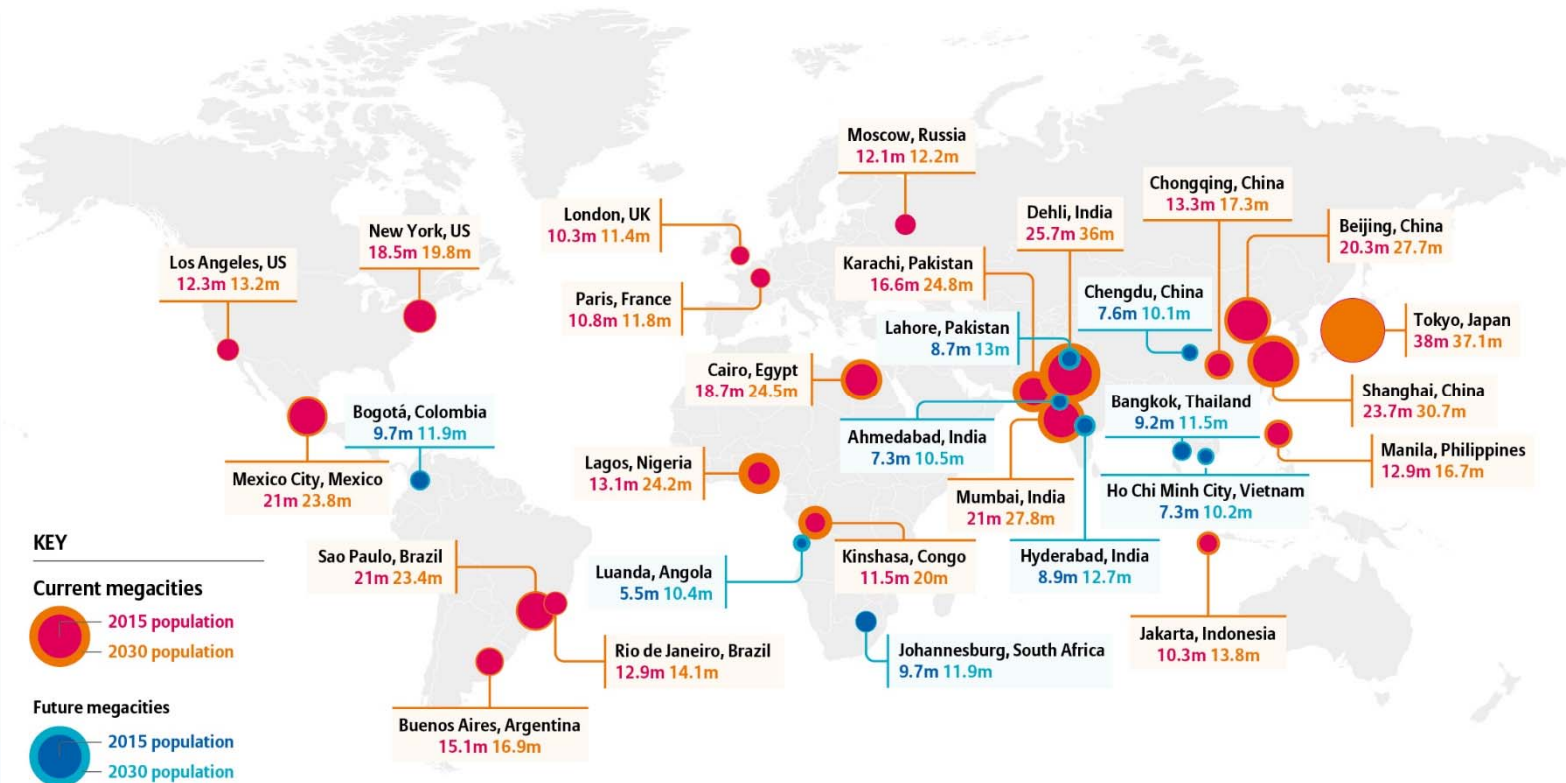 Moscow, Russia
12.1m 12.2m
Chongqing, China
13.3m 17.3m
London, UK
10.3m 11.4m
Dehli, India
25.7m 36m
New York, US
18.5m 19.8m
Beijing, China
20.3m 27.7m
Los Angeles, US
12.3m 13.2m
Karachi, Pakistan
16.6m 24.8m
Paris, France
10.8m 11.8m
Chengdu, China
7.6m 10.1m
Lahore, Pakistan
8.7m 13m
Tokyo, Japan
38m 37.1m
Cairo, Egypt
18.7m 24.5m
Shanghai, China
23.7m 30.7m
Bogotá, Colombia
9.7m 11.9m
Bangkok, Thailand
9.2m 11.5m
Ahmedabad, India
7.3m 10.5m
Manila, Philippines
12.9m 16.7m
Lagos, Nigeria
13.1m 24.2m
Mexico City, Mexico
21m 23.8m
Mumbai, India
21m 27.8m
Ho Chi Minh City, Vietnam
7.3m 10.2m
Sao Paulo, Brazil
21m 23.4m
Luanda, Angola
5.5m 10.4m
Kinshasa, Congo
11.5m 20m
Hyderabad, India
8.9m 12.7m
Jakarta, Indonesia
10.3m 13.8m
Rio de Janeiro, Brazil
12.9m 14.1m
Johannesburg, South Africa
9.7m 11.9m
Buenos Aires, Argentina
15.1m 16.9m
KEY
Current megacities
2015 population
2030 population
Future megacities
2015 population
2030 population